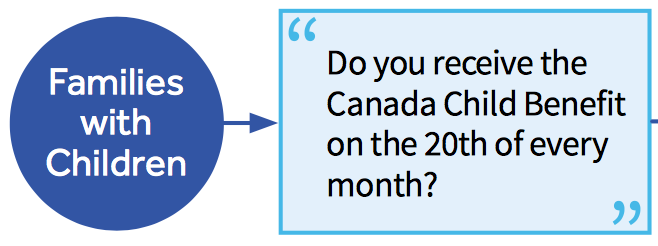 Families
with
Children
“
Do you receive the
Canada Child Benefit
on the 20th of every
month?
”